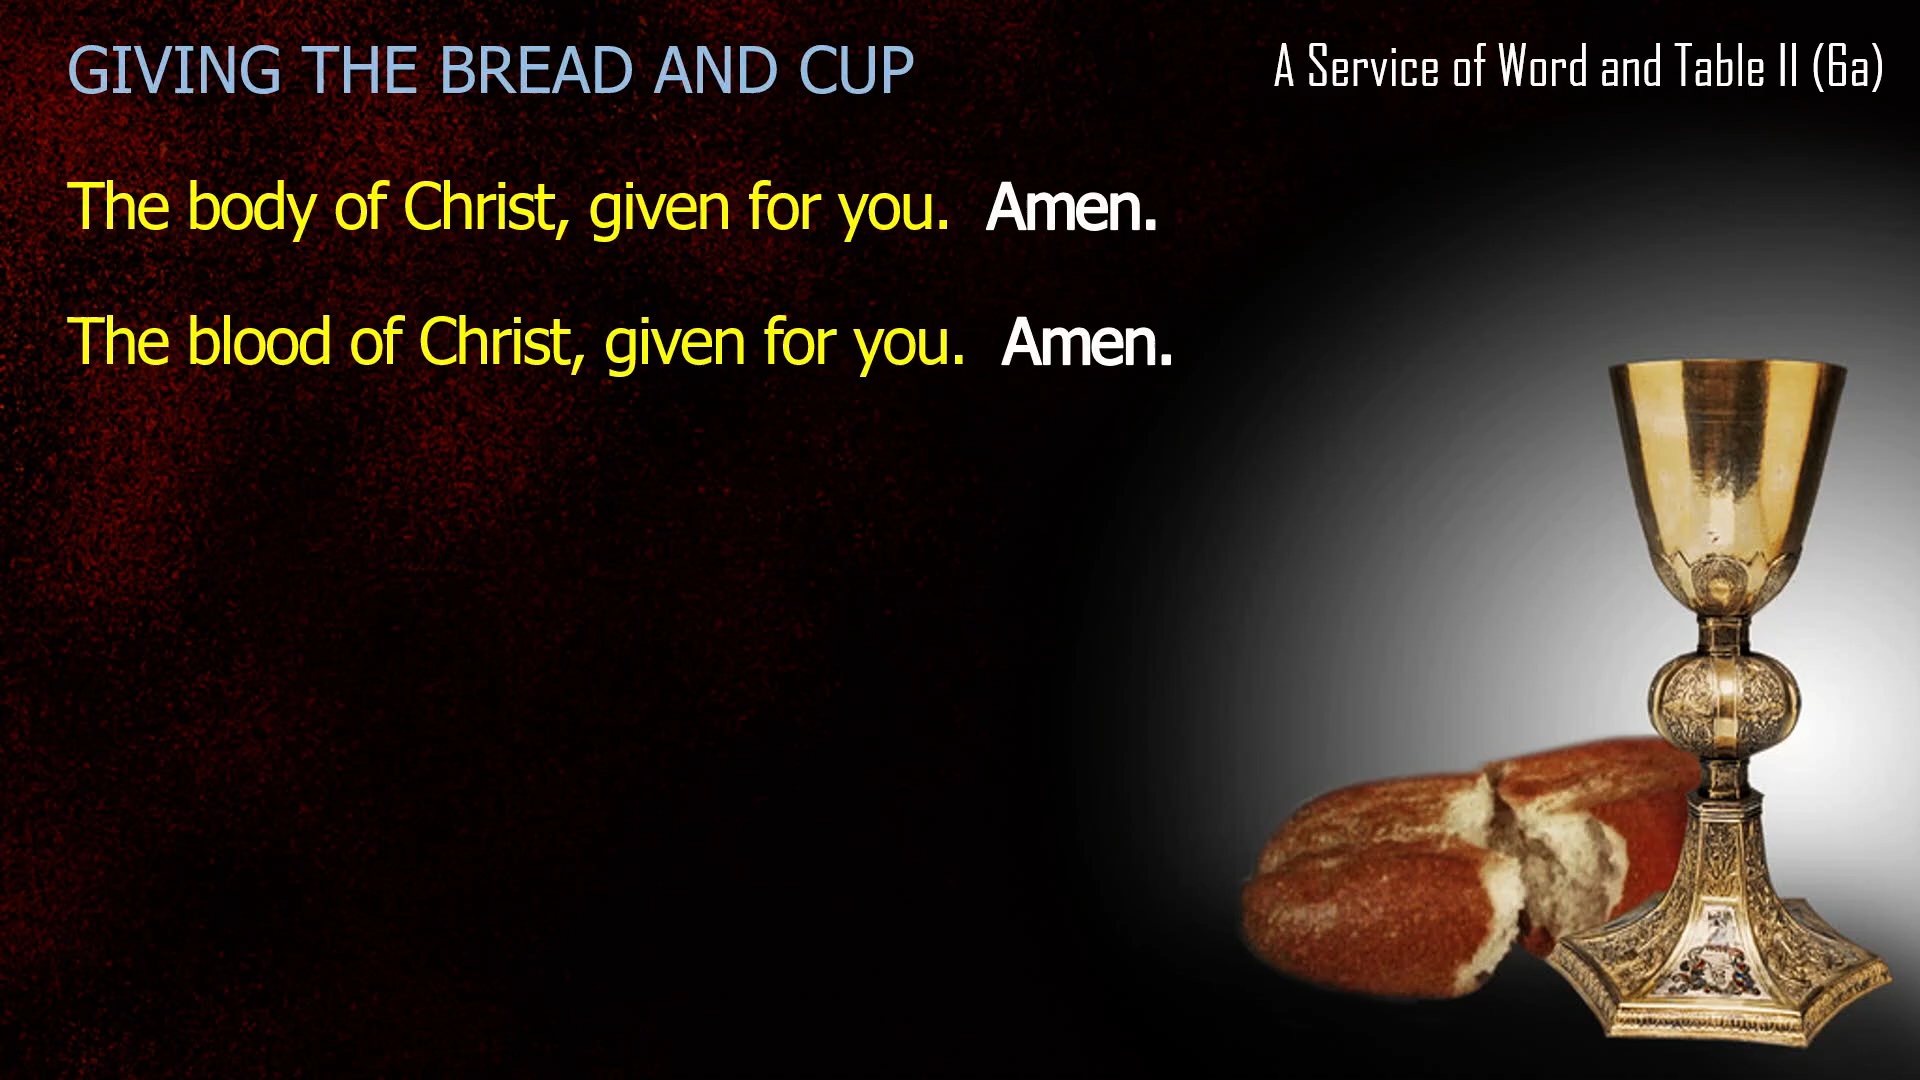 GIVING THE BREAD AND CUP
A Service of Word and Table II (6a)
The body of Christ, given for you.  Amen.
The blood of Christ, given for you.  Amen.